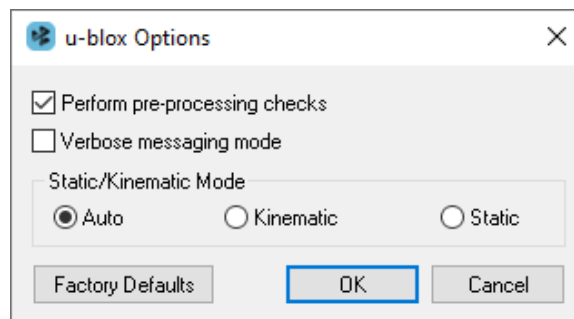 u-blox Options
Perform pre-processing checks
Verbose messaging mode
Static/Kinematic Mode
Auto Kinematic Static
Factory Defaults OK Cancel